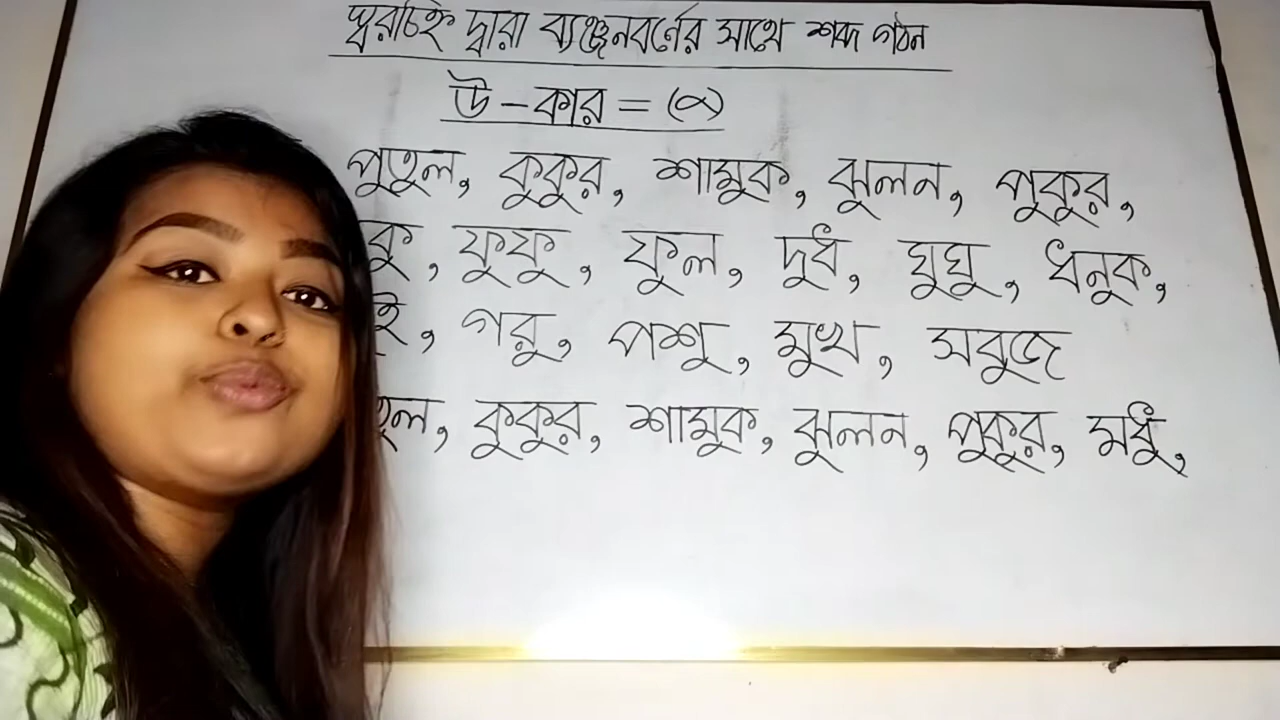 স্বরচিহ্ন দ্বারা ব্যঞ্জনবর্ণের সাথে শব্দ গঠন
উ - কার = (ু)
পুতুল, কুকুর, শামুক, ঝুলন, পুকুর,
কু, ফুফু, ফুল, দুধ, ঘুঘু, ধনুক,
ই, গরু, পশু, মুখ, সবুজ
তুল, কুকুর, শামুক, ঝুলন, পুকুর, মধু,